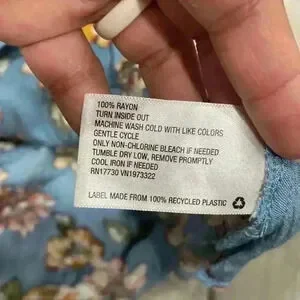 100% RAYON
TURN INSIDE OUT
MACHINE WASH COLD WITH LIKE COLORS
GENTLE CYCLE
ONLY NON-CHLORINE BLEACH IF NEEDED
TUMBLE DRY LOW, REMOVE PROMPTLY
COOL IRON IF NEEDED
RN17730 VN1973322
LABEL MADE FROM 100% RECYCLED PLASTIC